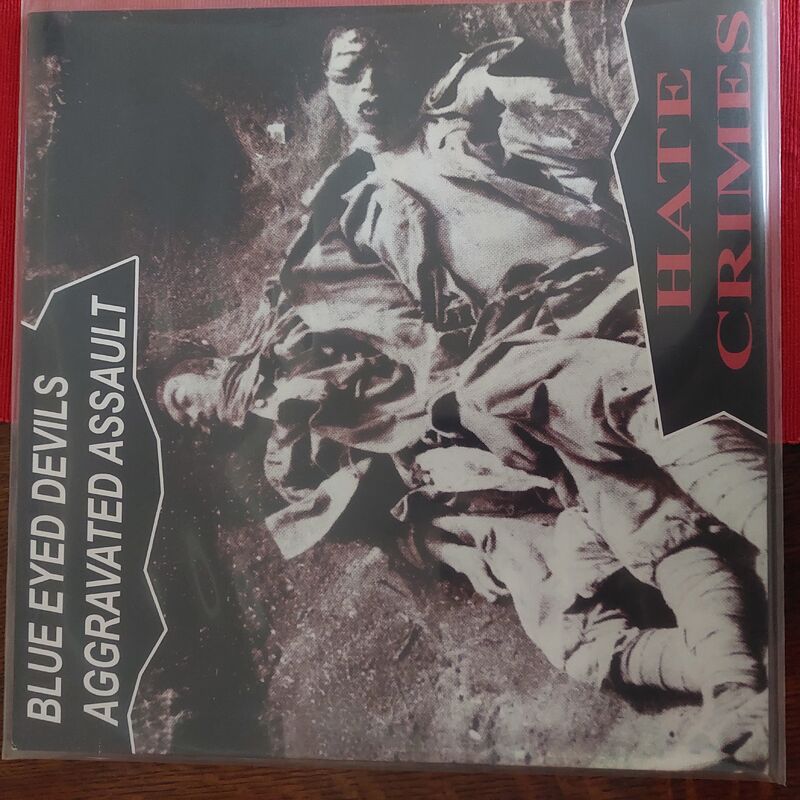 BLUE EYED DEVILS
AGGRAVATED ASSAULT
HATE
CRIMES